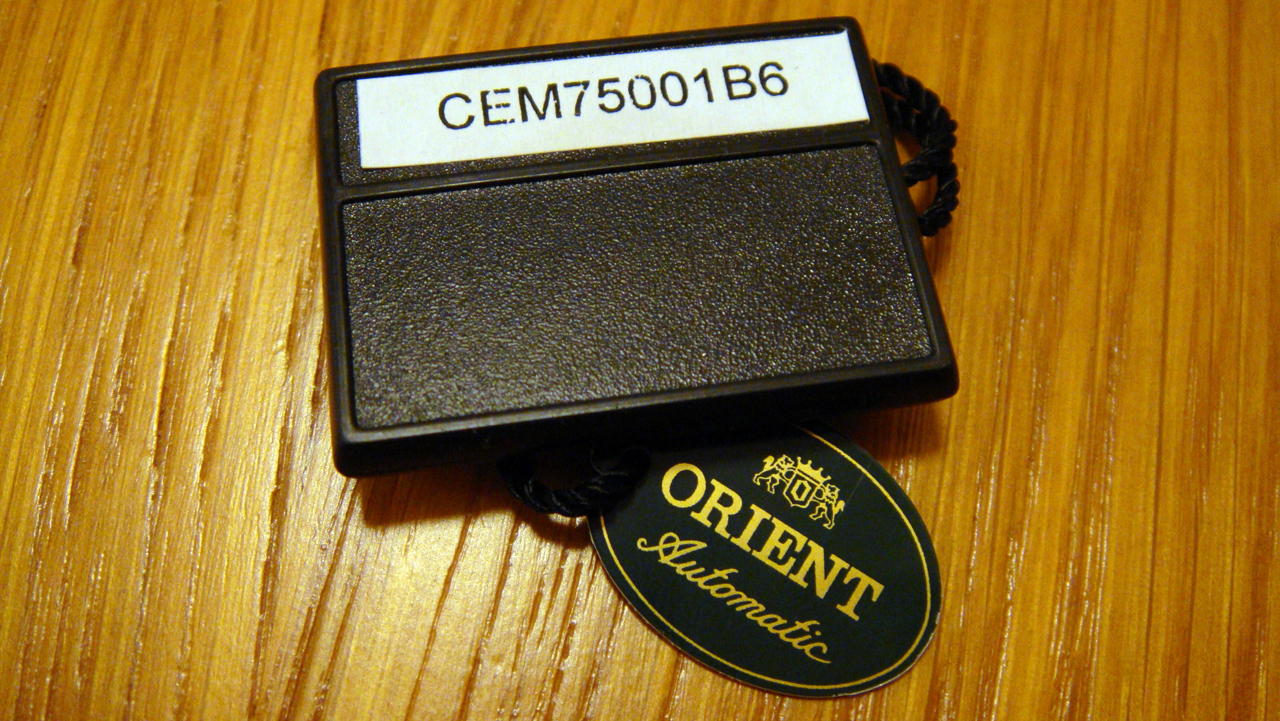 CEM75001B6
O
ORIENT
Automatic